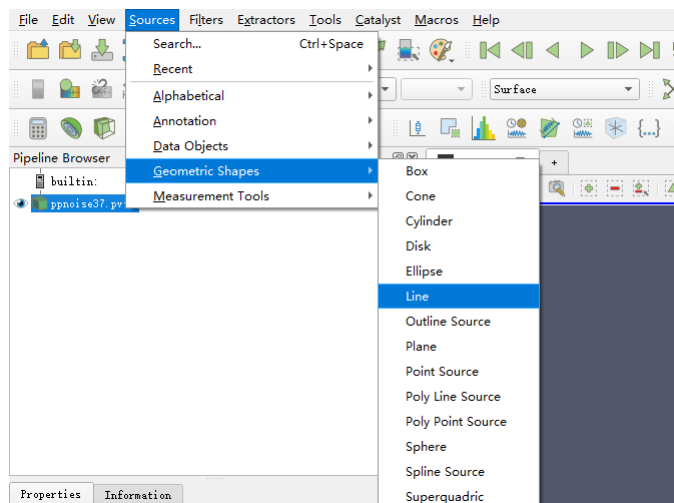 File Edit View Sources Filters Extractors Tools Catalyst Macros Help
Search... Ctrl+Space
Recent
Surface
Alphabetical
Annotation
Data Objects
{...}
Pipeline Browser
Geometric Shapes
Measurement Tools
builtin:
ppnoise37.pv
Box
Cone
Cylinder
Disk
Ellipse
Line
Outline Source
Plane
Point Source
Poly Line Source
Poly Point Source
Sphere
Spline Source
Superquadric
Properties Information